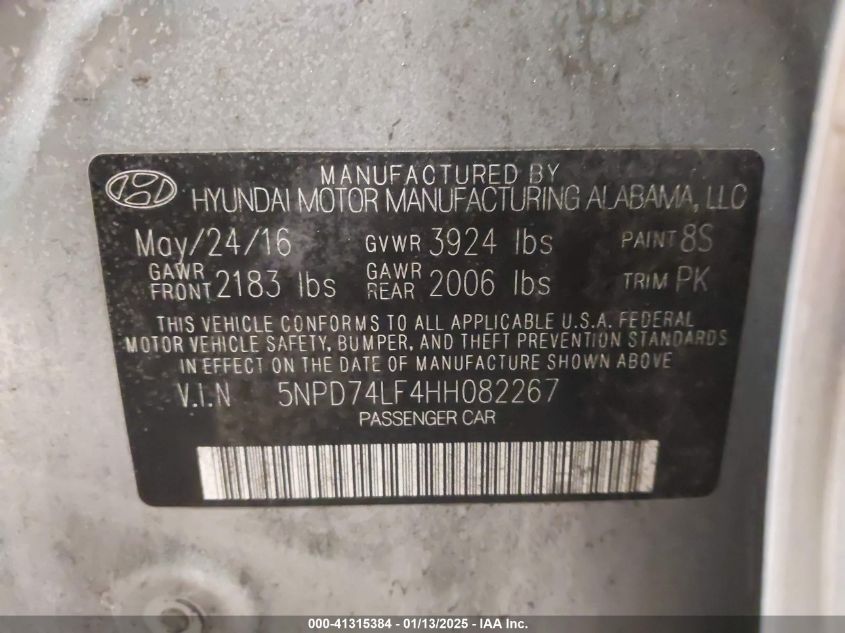 MANUFACTURED BY
HYUNDAI MOTOR MANUFACTURING ALABAMA, LLC
May/24/16 GVWR 3924 lbs PAINT 8S
GAWR FRONT 2183 lbs GAWR REAR 2006 lbs TRIM PK
THIS VEHICLE CONFORMS TO ALL APPLICABLE U.S.A. FEDERAL
MOTOR VEHICLE SAFETY, BUMPER, AND THEFT PREVENTION STANDARDS
IN EFFECT ON THE DATE OF MANUFACTURE SHOWN ABOVE
V.I.N 5NPD74LF4HH082267
PASSENGER CAR
000-41315384 / 01/13/2025 - IAA Inc.